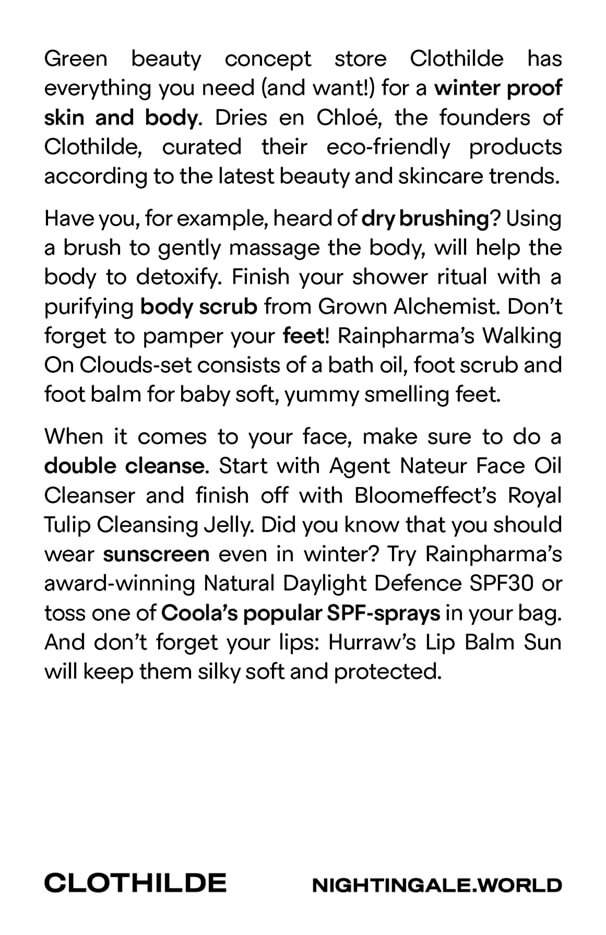 Green beauty concept store Clothilde has
everything you need (and want!) for a winter proof
skin and body. Dries en Chloé, the founders of
Clothilde, curated their eco-friendly products
according to the latest beauty and skincare trends.
Have you, for example, heard of dry brushing? Using
a brush to gently massage the body, will help the
body to detoxify. Finish your shower ritual with a
purifying body scrub from Grown Alchemist. Don’t
forget to pamper your feet! Rainpharma’s Walking
On Clouds-set consists of a bath oil, foot scrub and
foot balm for baby soft, yummy smelling feet.
When it comes to your face, make sure to do a
double cleanse. Start with Agent Nateur Face Oil
Cleanser and finish off with Bloomeffect’s Royal
Tulip Cleansing Jelly. Did you know that you should
wear sunscreen even in winter? Try Rainpharma’s
award-winning Natural Daylight Defence SPF30 or
toss one of Coola’s popular SPF-sprays in your bag.
And don’t forget your lips: Hurraw’s Lip Balm Sun
will keep them silky soft and protected.
CLOTHILDE
NIGHTINGALE.WORLD